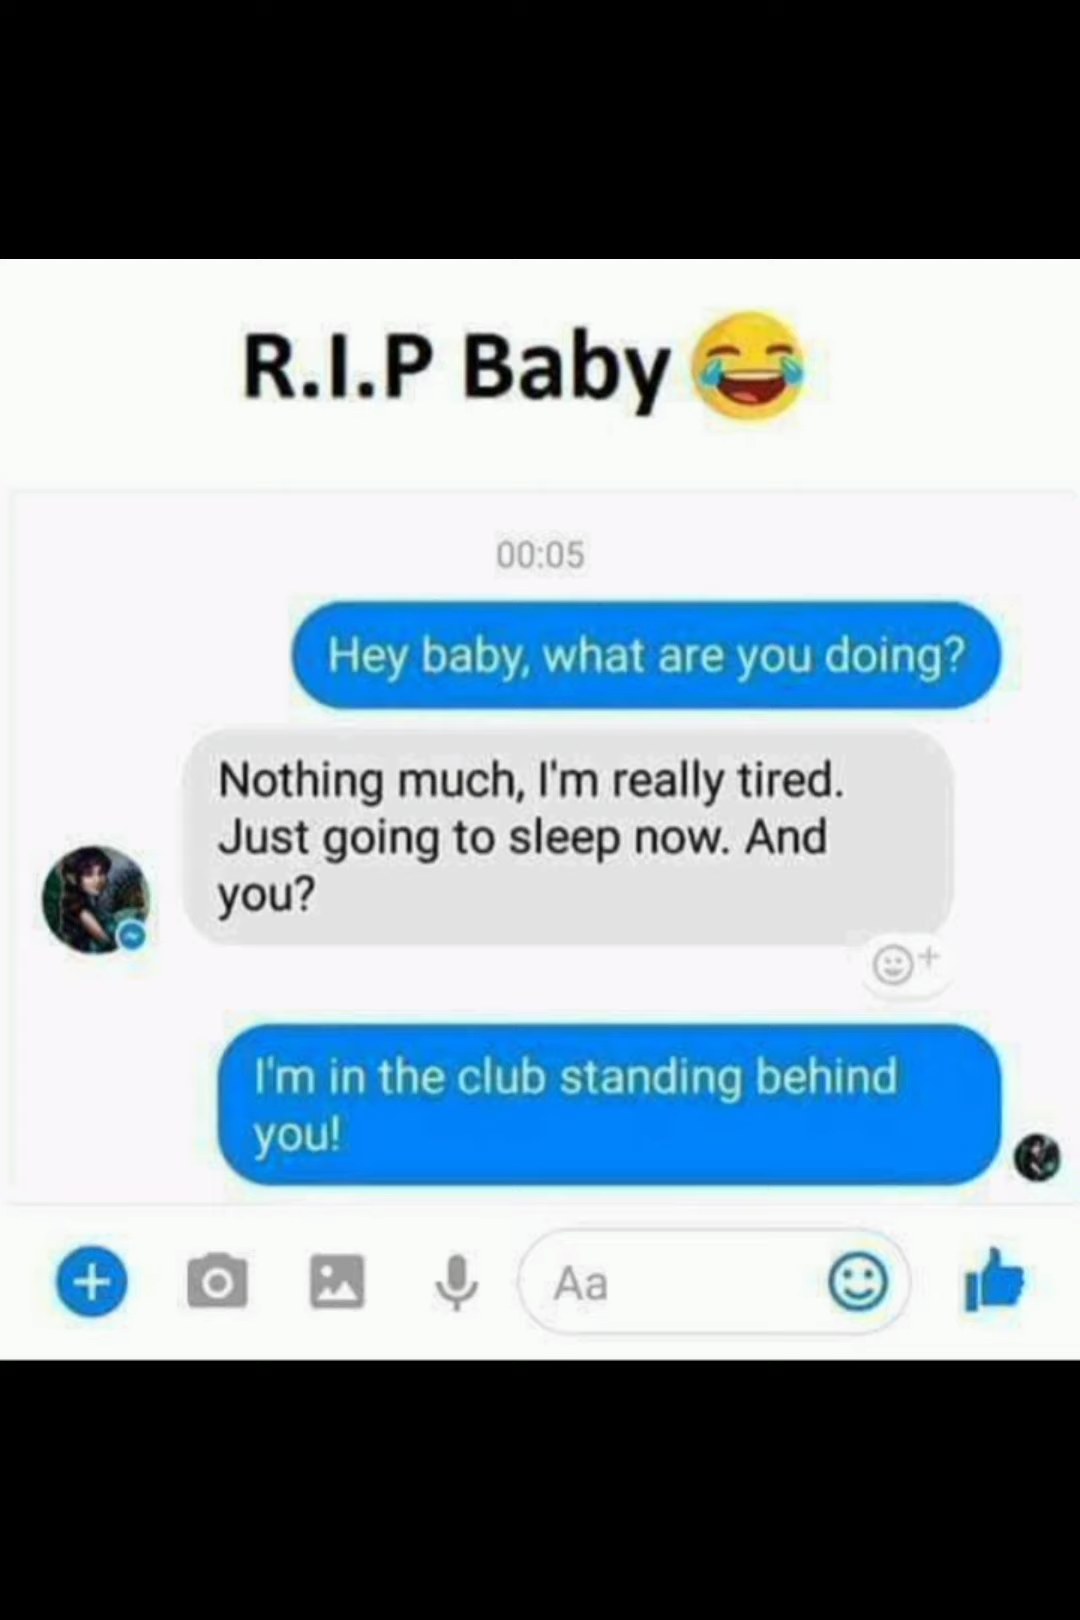 R.I.P Baby😂
00:05
Hey baby, what are you doing?
Nothing much, I'm really tired.
Just going to sleep now. And
you?
I'm in the club standing behind
you!
Aa